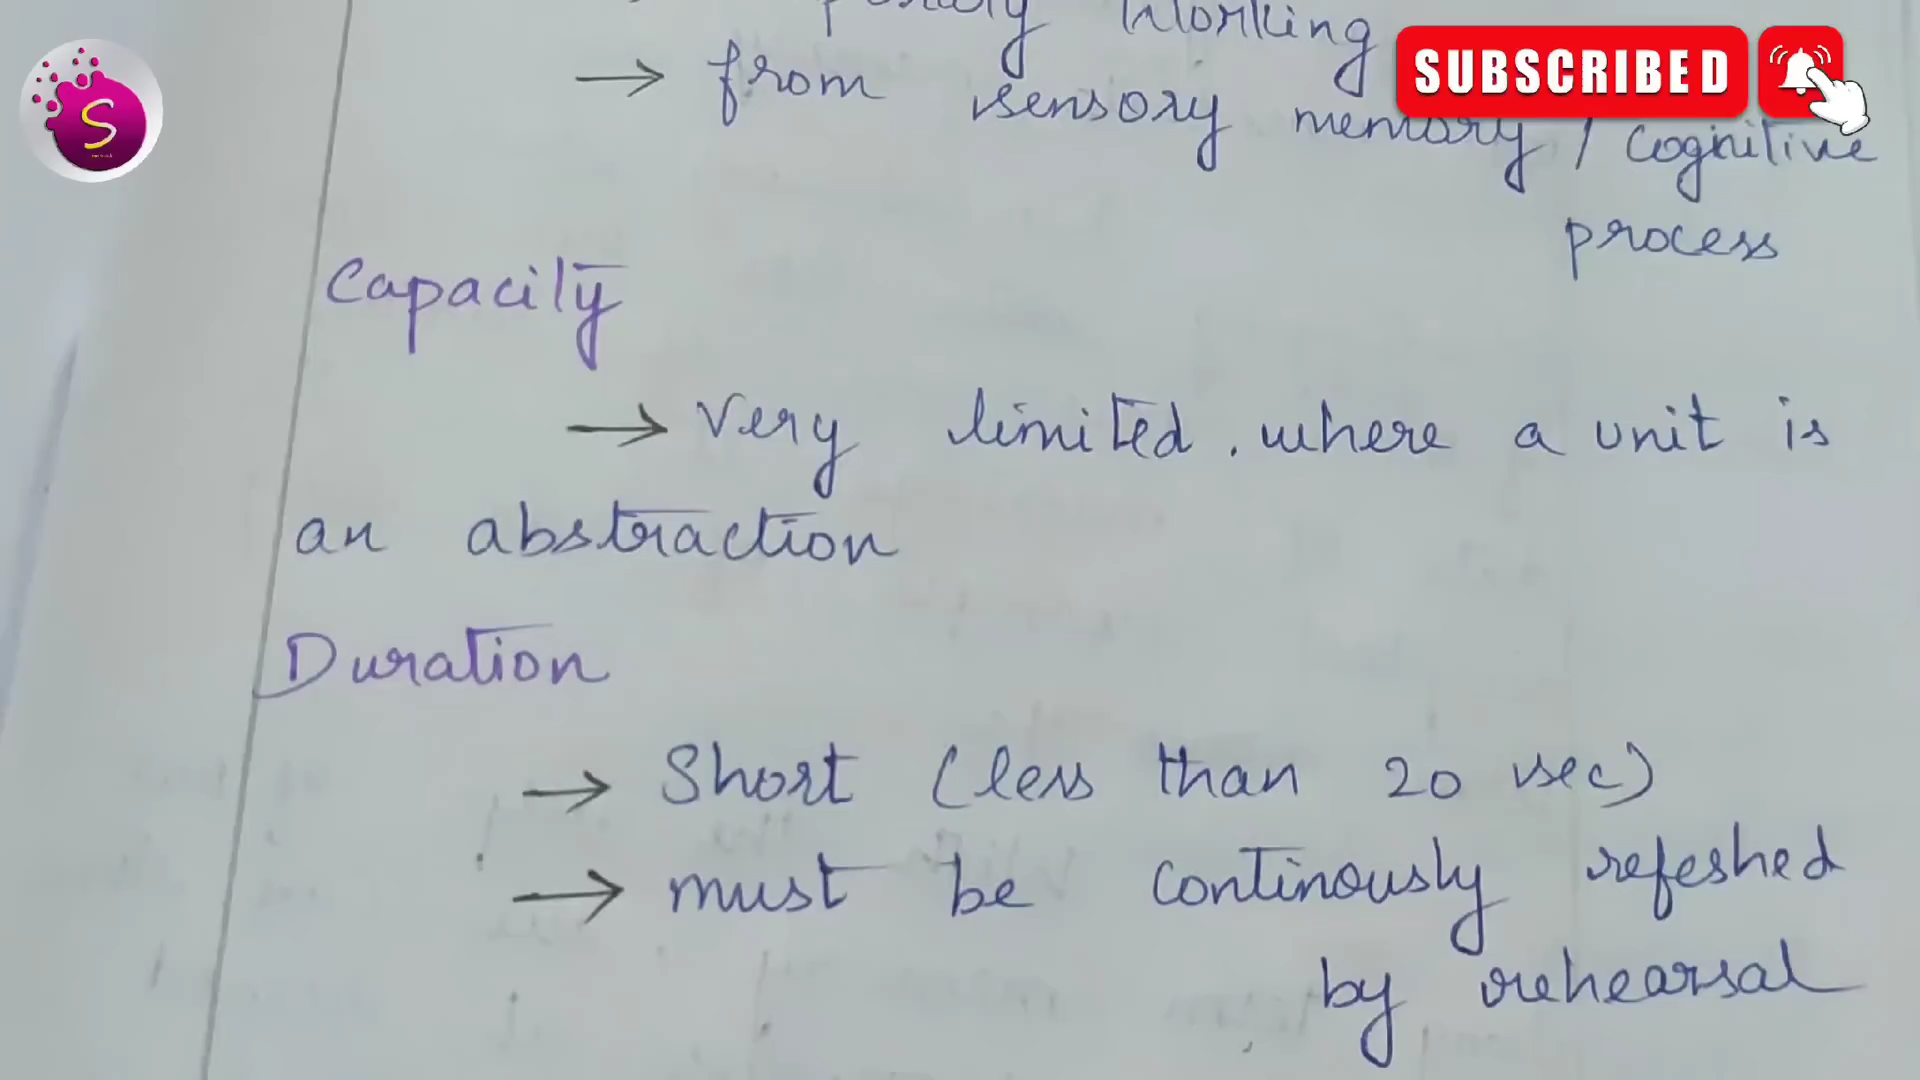 Working
SUBSCRIBED
→ from sensory memory / cognitive
process
Capacity
→ Very limited. where a unit is
an abstraction
Duration
→ Short (less than 20 sec)
→ must be continously refeshed
by rehearsal
S